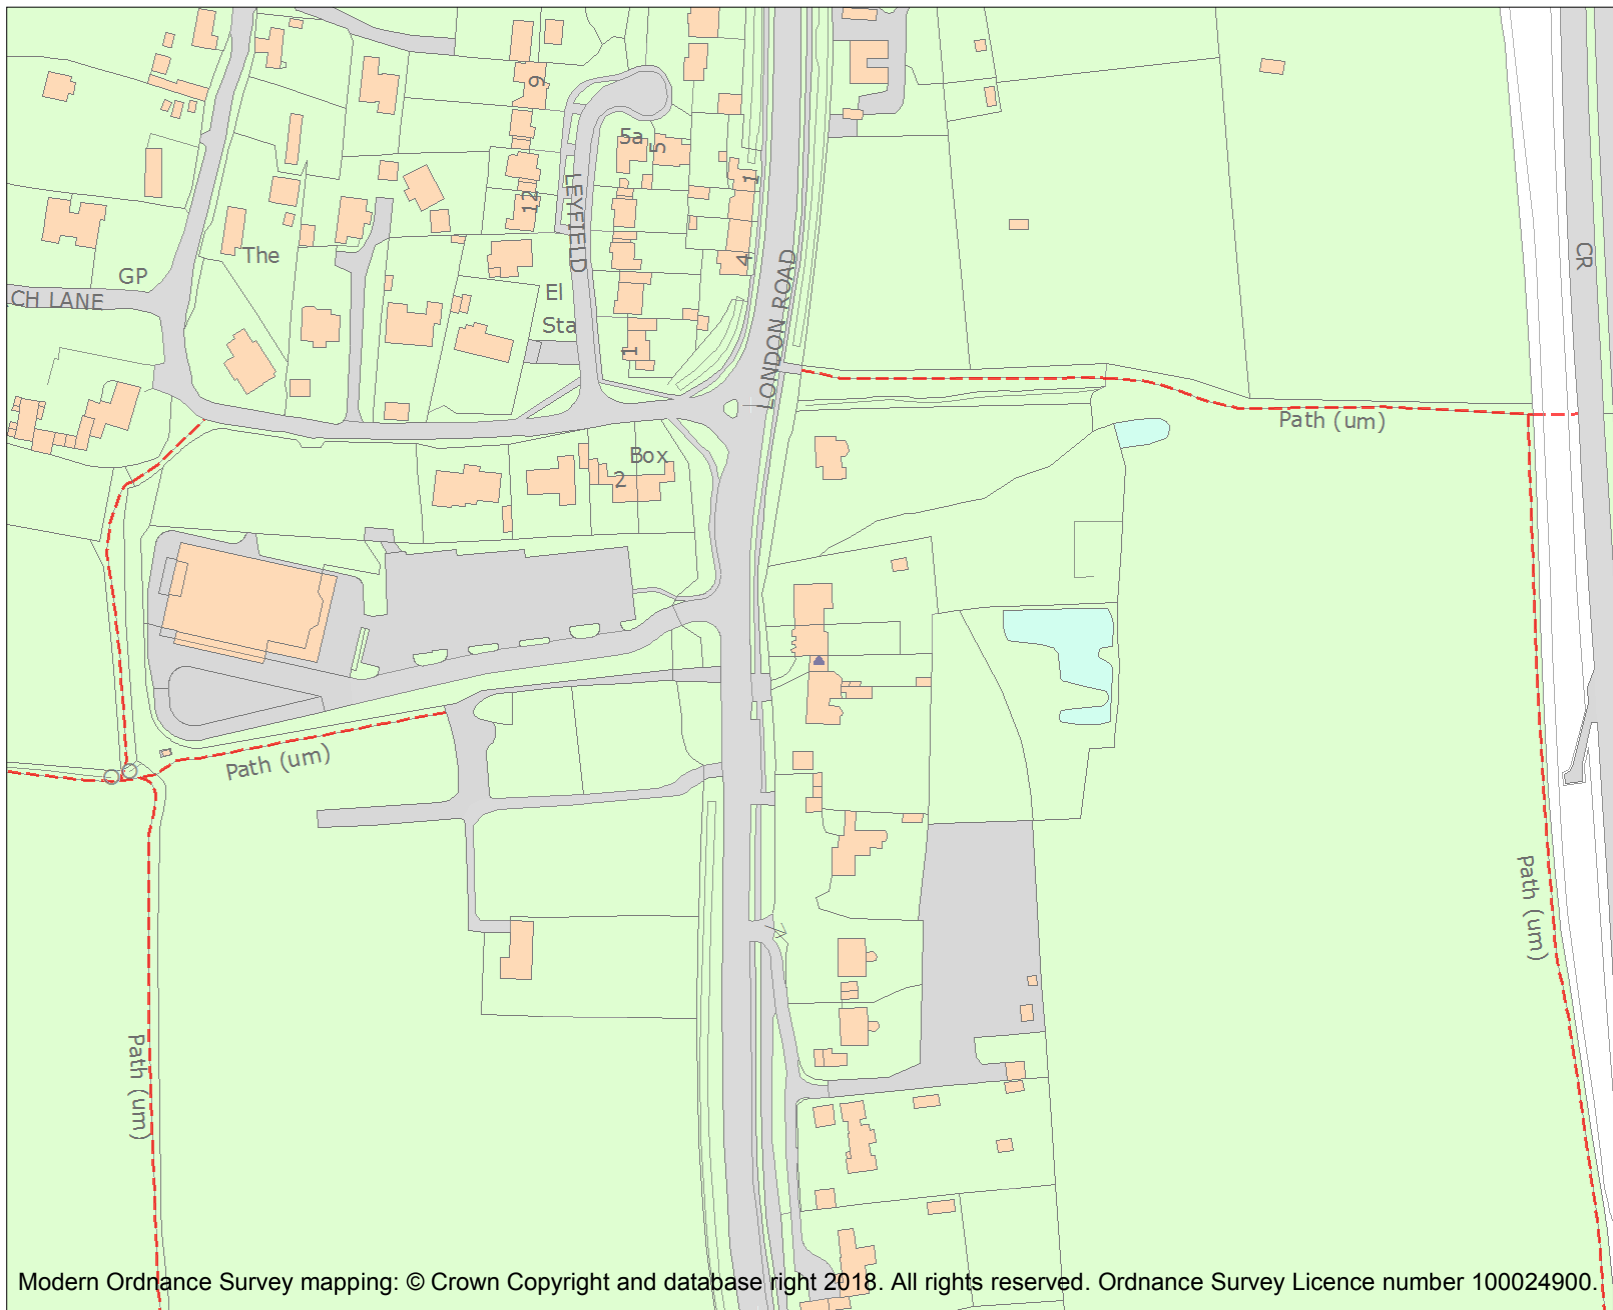 9
5a
5
LEYFIELD
12
1
4
The
GP
CH LANE
El
Sta
1
LONDON ROAD
CR
Path (um)
Box
2
Path (um)
Path (um)
Path (um)
Modern Ordnance Survey mapping: © Crown Copyright and database right 2018. All rights reserved. Ordnance Survey Licence number 100024900.